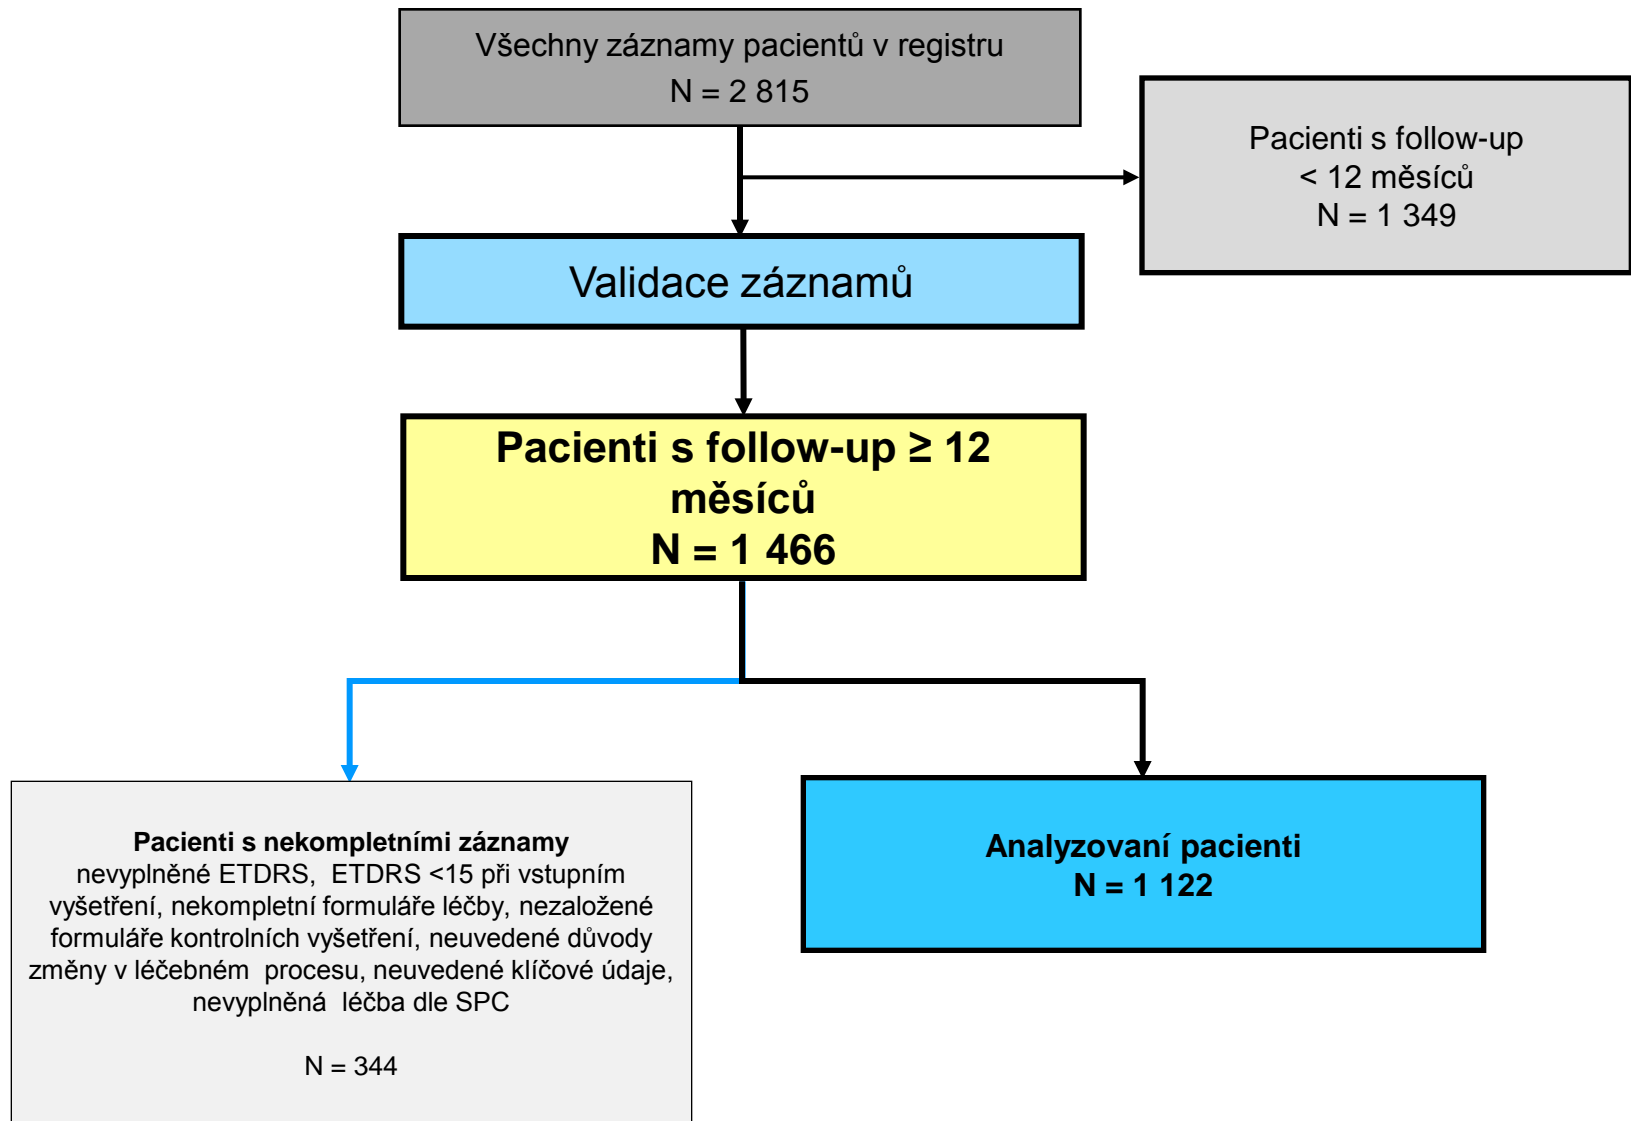 Všechny záznamy pacientů v registru
N = 2 815
Pacienti s follow-up
< 12 měsíců
N = 1 349
Validace záznamů
Pacienti s follow-up ≥ 12
měsíců
N = 1 466
Pacienti s nekompletními záznamy
nevyplněné ETDRS, ETDRS <15 při vstupním
vyšetření, nekompletní formuláře léčby, nezaložené
formuláře kontrolních vyšetření, neuvedené důvody
změny v léčebném procesu, neuvedené klíčové údaje,
nevyplněná léčba dle SPC
N = 344
Analyzovaní pacienti
N = 1 122